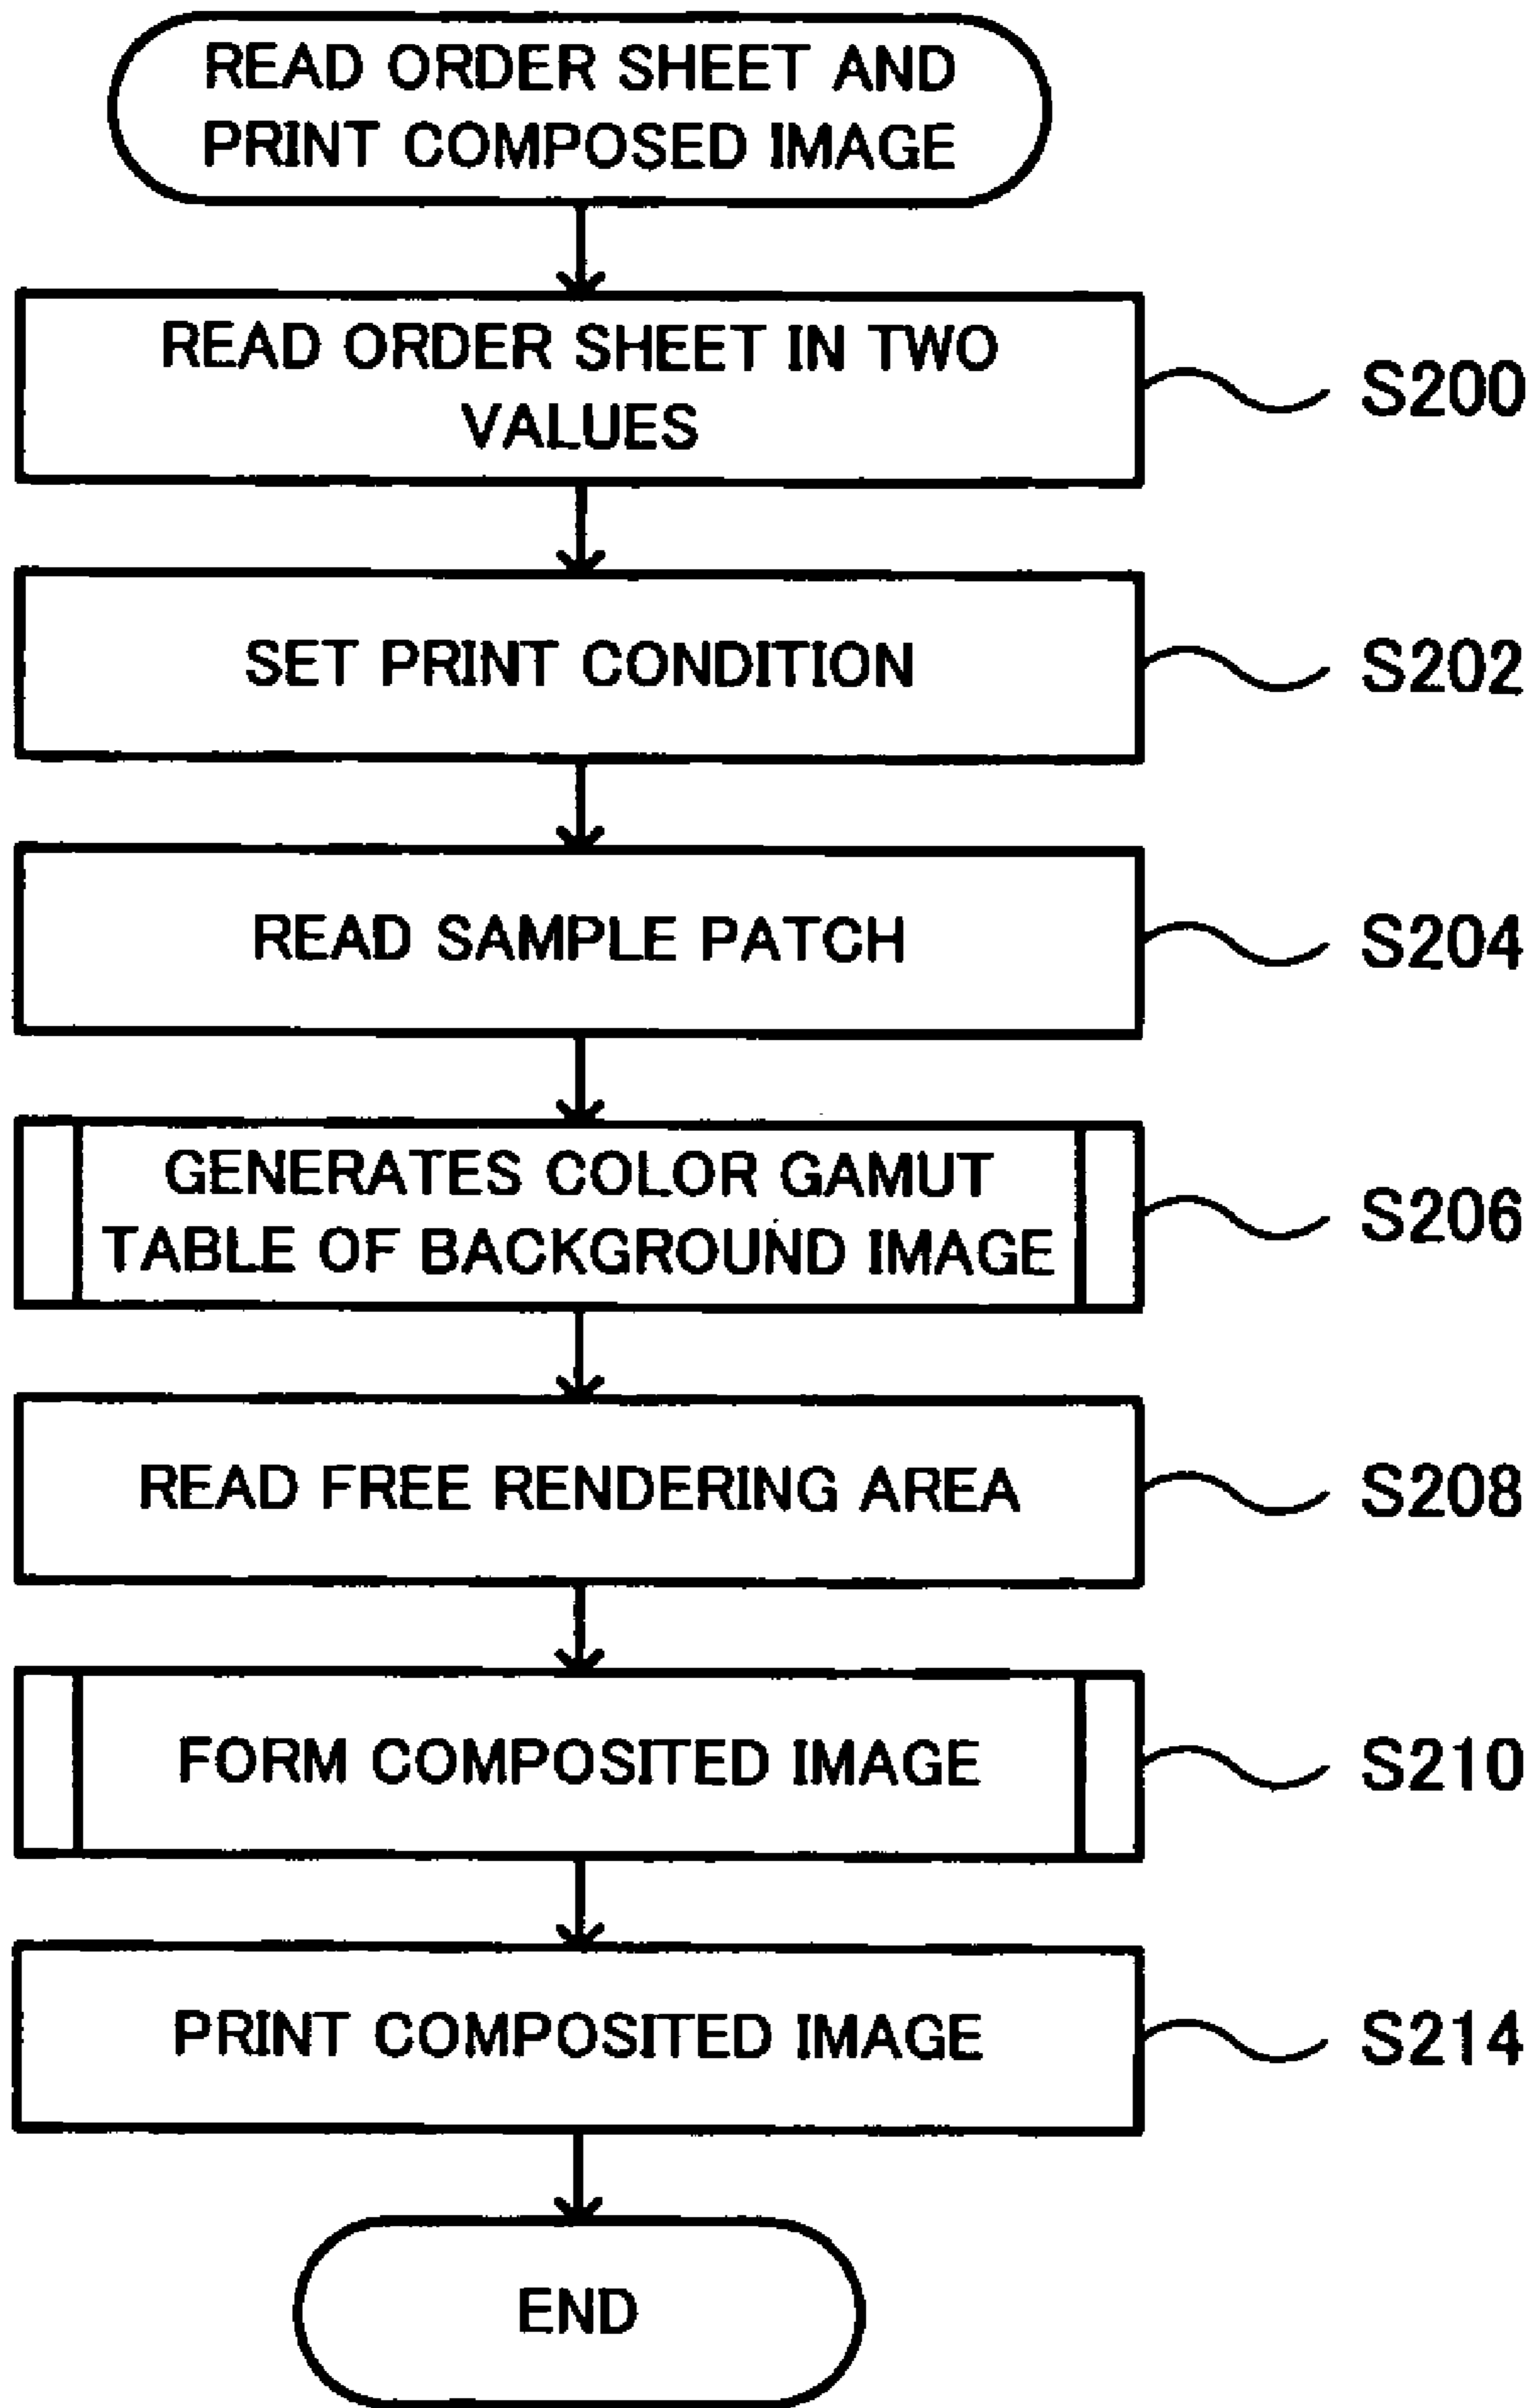 READ ORDER SHEET AND
PRINT COMPOSED IMAGE
READ ORDER SHEET IN TWO
VALUES
S200
SET PRINT CONDITION
S202
READ SAMPLE PATCH
S204
GENERATES COLOR GAMUT
TABLE OF BACKGROUND IMAGE
S206
READ FREE RENDERING AREA
S208
FORM COMPOSITED IMAGE
S210
PRINT COMPOSITED IMAGE
S214
END